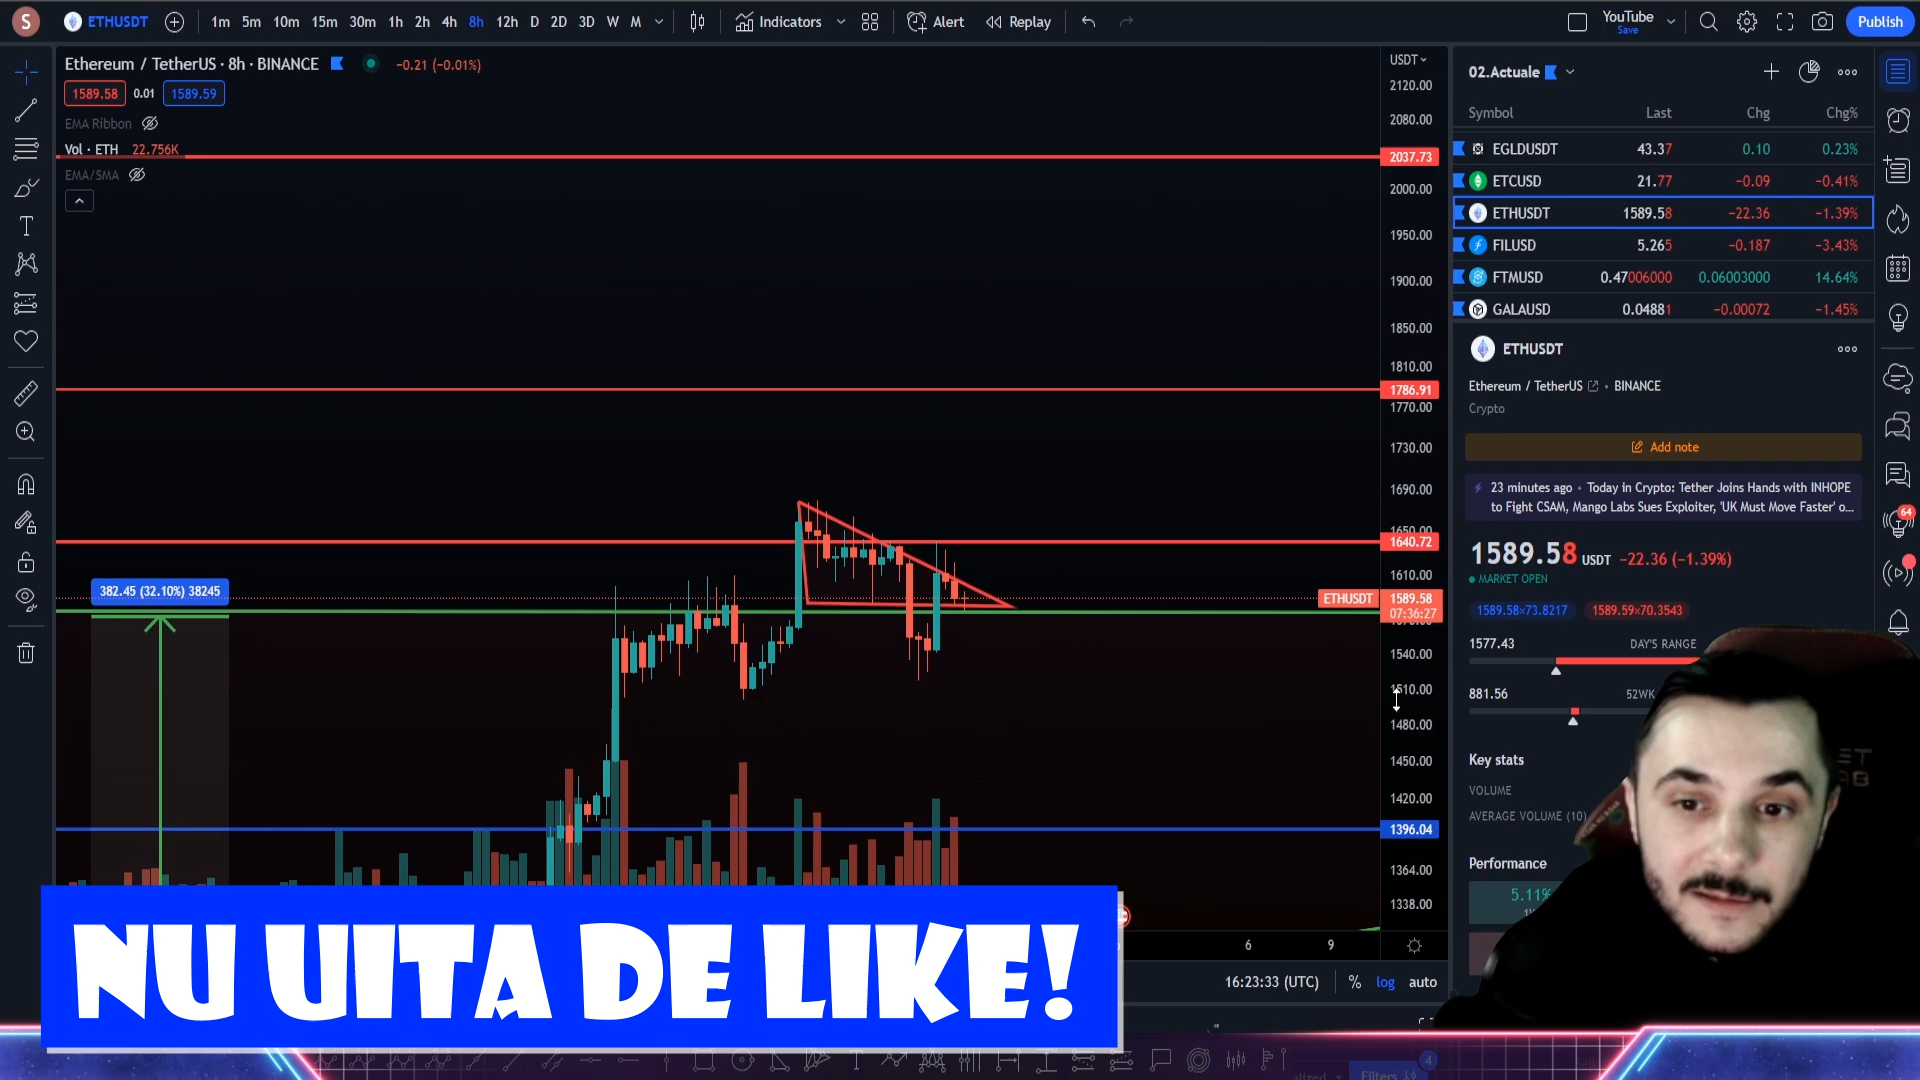 S ETHUSDT 1m 5m 10m 15m 30m 1h 2h 4h 8h 12h D 2D 3D W M Indicators Alert Replay YouTube Save Publish
Ethereum / TetherUS · 8h · BINANCE −0.21 (−0.01%)
1589.58 0.01 1589.59
EMA Ribbon
Vol · ETH 22.756K
EMA/SMA
USDT
2120.00
2080.00
2037.73
2000.00
1950.00
1900.00
1850.00
1810.00
1786.91
1770.00
1730.00
1690.00
1650.00
1640.72
1610.00
ETHUSDT 1589.58
07:36:27
1540.00
1510.00
1480.00
1450.00
1420.00
1396.04
1364.00
1338.00
382.45 (32.10%) 38245
6 9
16:23:33 (UTC) % log auto
02.Actuale
Symbol Last Chg Chg%
EGLDUSDT 43.37 0.10 0.23%
ETCUSD 21.77 −0.09 −0.41%
ETHUSDT 1589.58 −22.36 −1.39%
FILUSD 5.265 −0.187 −3.43%
FTMUSD 0.47006000 0.06003000 14.64%
GALAUSD 0.04881 −0.00072 −1.45%
ETHUSDT
Ethereum / TetherUS · BINANCE
Crypto
Add note
23 minutes ago · Today in Crypto: Tether Joins Hands with INHOPE
to Fight CSAM, Mango Labs Sues Exploiter, 'UK Must Move Faster' o...
1589.58 USDT −22.36 (−1.39%)
MARKET OPEN
1589.58×73.8217 1589.59×70.3543
1577.43 DAY'S RANGE
881.56 52WK
Key stats
VOLUME
AVERAGE VOLUME (10)
Performance
5.11%
64
NU UITA DE LIKE!
Filters
4